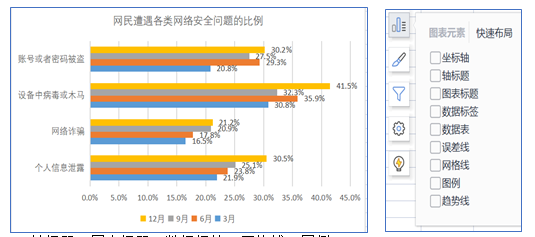 网民遭遇各类网络安全问题的比例
账号或者密码被盗
30.2%
27.5%
29.3%
20.8%
设备中病毒或木马
41.5%
32.3%
35.9%
30.8%
网络诈骗
21.2%
20.9%
17.8%
16.5%
个人信息泄露
30.5%
25.1%
23.8%
21.9%
0.0% 5.0% 10.0% 15.0% 20.0% 25.0% 30.0% 35.0% 40.0% 45.0%
12月 9月 6月 3月
图表元素 快速布局
坐标轴
轴标题
图表标题
数据标签
数据表
误差线
网格线
图例
趋势线